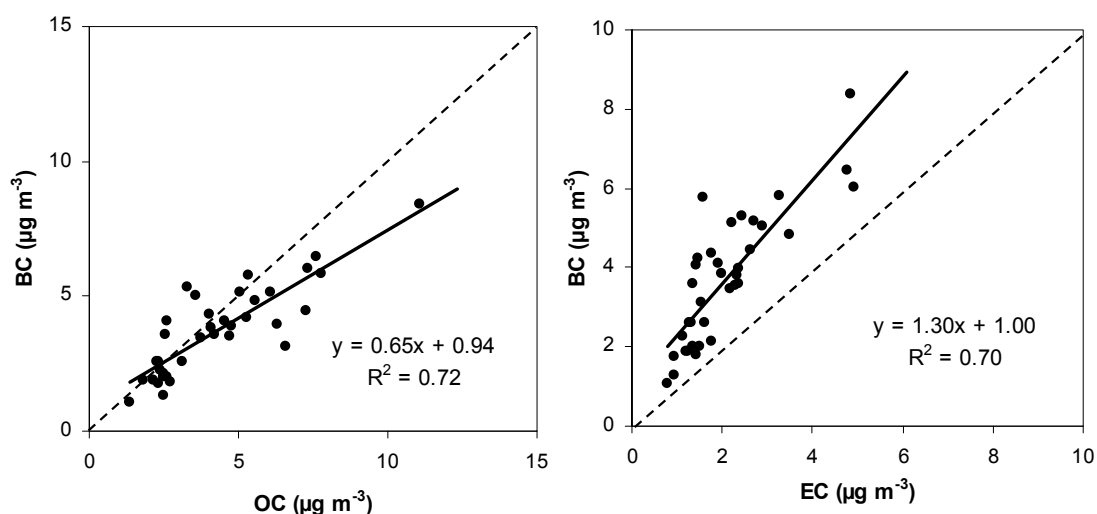 15
10
5
0
BC (µg m-3)
y = 0.65x + 0.94
R2 = 0.72
0 5 10 15
OC (µg m-3)
10
8
6
4
2
0
BC (µg m-3)
y = 1.30x + 1.00
R2 = 0.70
0 2 4 6 8 10
EC (µg m-3)